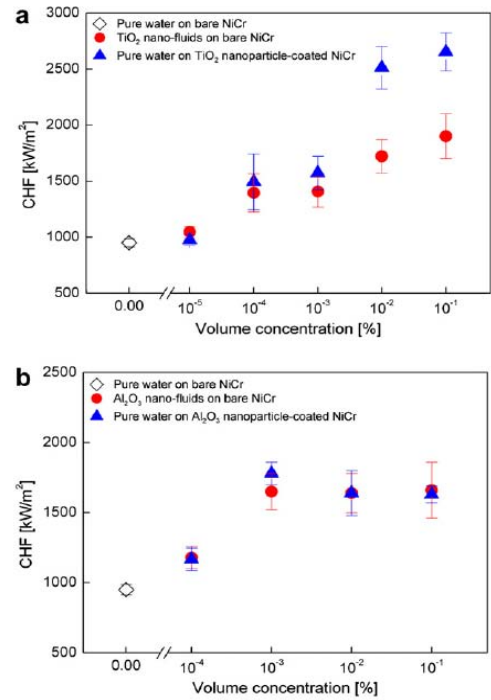 a
◇ Pure water on bare NiCr
● TiO₂ nano-fluids on bare NiCr
▲ Pure water on TiO₂ nanoparticle-coated NiCr
3000
2500
2000
1500
1000
500
CHF [kW/m²]
0.00 10⁻⁵ 10⁻⁴ 10⁻³ 10⁻² 10⁻¹
Volume concentration [%]
b
◇ Pure water on bare NiCr
● Al₂O₃ nano-fluids on bare NiCr
▲ Pure water on Al₂O₃ nanoparticle-coated NiCr
2500
2000
1500
1000
500
CHF [kW/m²]
0.00 10⁻⁴ 10⁻³ 10⁻² 10⁻¹
Volume concentration [%]